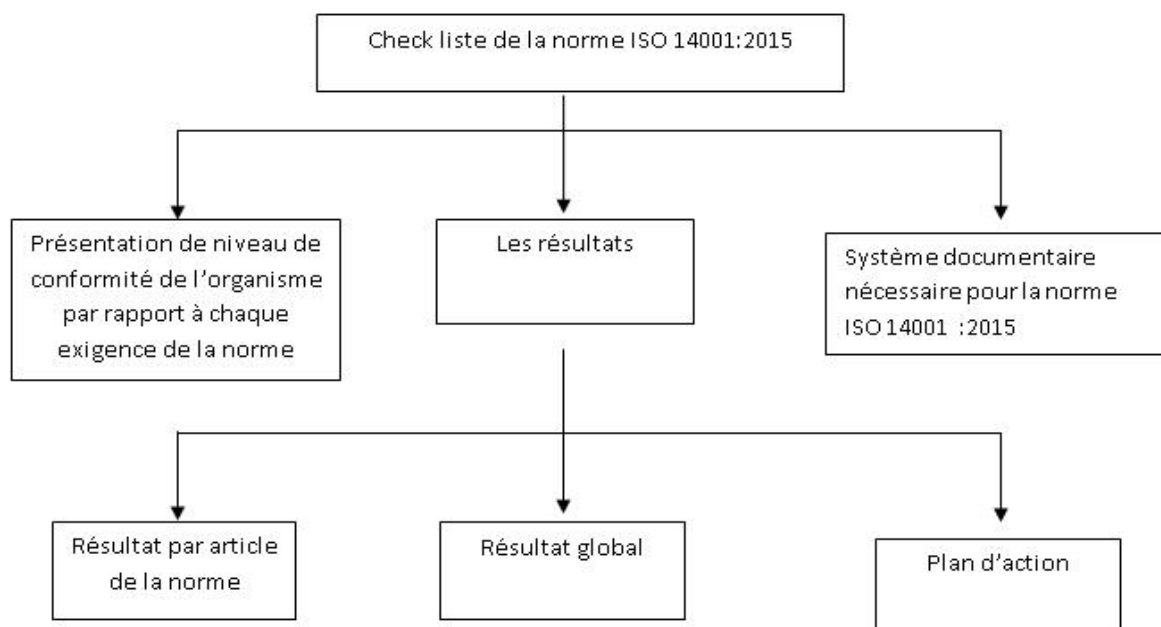 Check liste de la norme ISO 14001:2015
Présentation de niveau de
conformité de l'organisme
par rapport à chaque
exigence de la norme
Les résultats
Système documentaire
nécessaire pour la norme
ISO 14001 :2015
Résultat par article
de la norme
Résultat global
Plan d'action